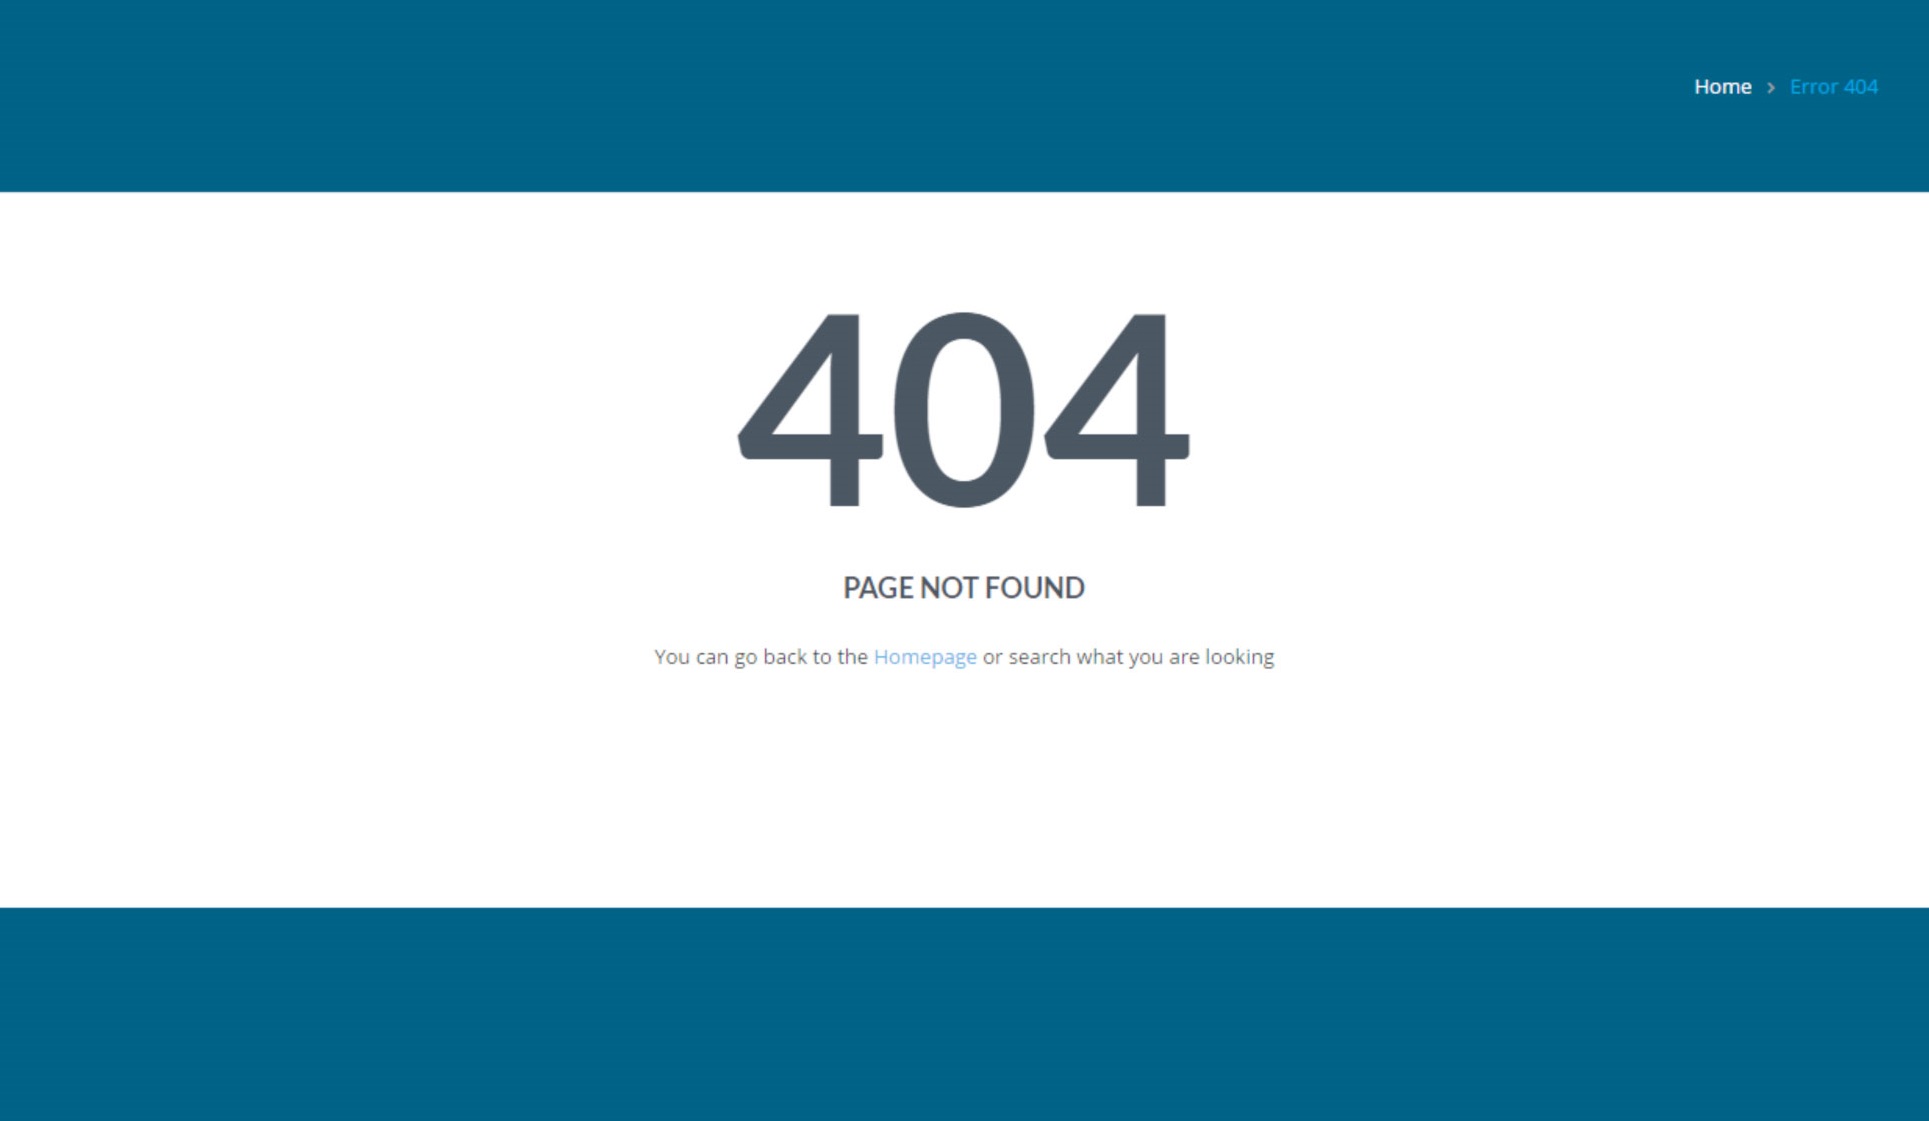 Home > Error 404
404
PAGE NOT FOUND
You can go back to the Homepage or search what you are looking